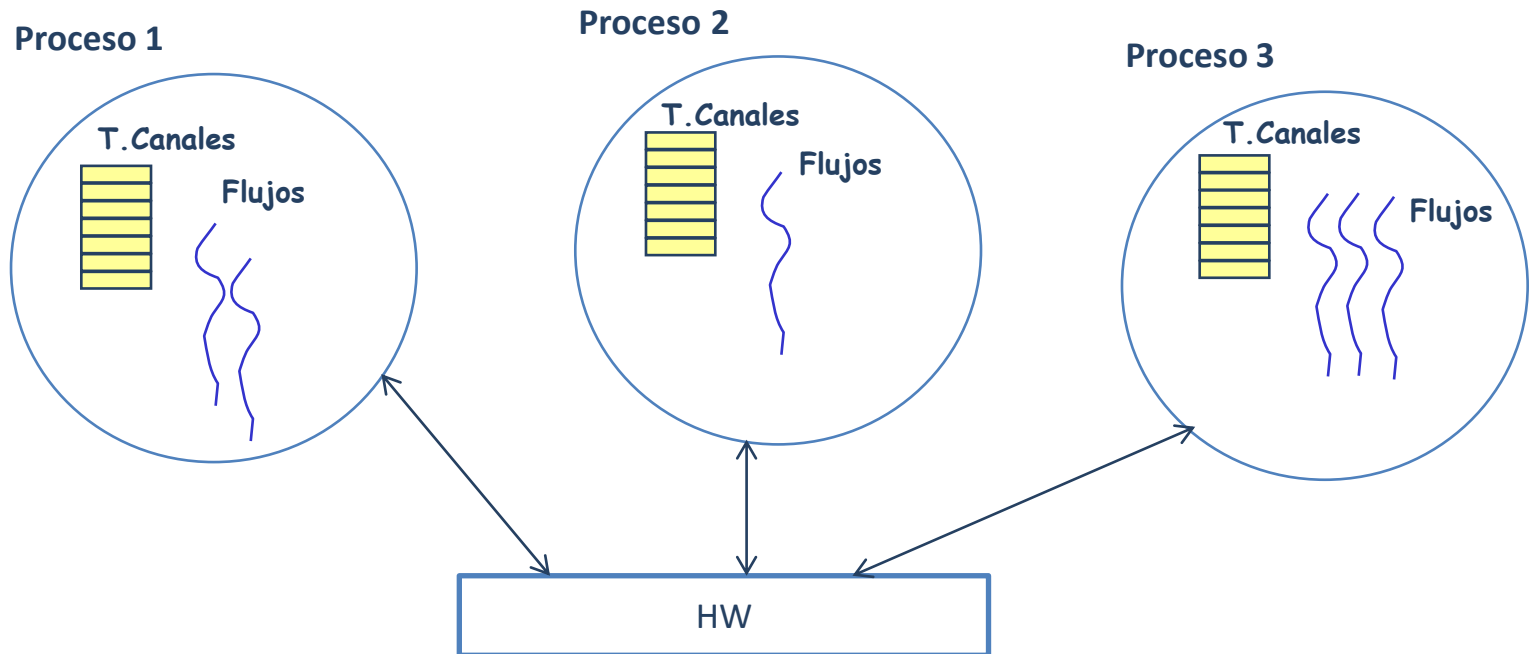 Proceso 1
T.Canales
Flujos
Proceso 2
T.Canales
Flujos
Proceso 3
T.Canales
Flujos
HW